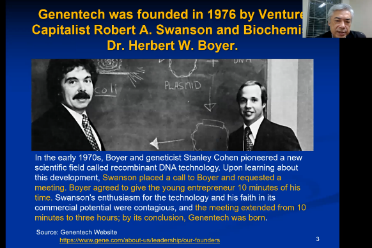 Genentech was founded in 1976 by Venture
Capitalist Robert A. Swanson and Biochemis
Dr. Herbert W. Boyer.
Coll
PLASMID
In the early 1970s, Boyer and geneticist Stanley Cohen pioneered a new
scientific field called recombinant DNA technology. Upon learning about
this development, Swanson placed a call to Boyer and requested a
meeting. Boyer agreed to give the young entrepreneur 10 minutes of his
time. Swanson's enthusiasm for the technology and his faith in its
commercial potential were contagious, and the meeting extended from 10
minutes to three hours; by its conclusion, Genentech was born.
Source: Genentech Website
https://www.gene.com/about-us/leadership/our-founders
3